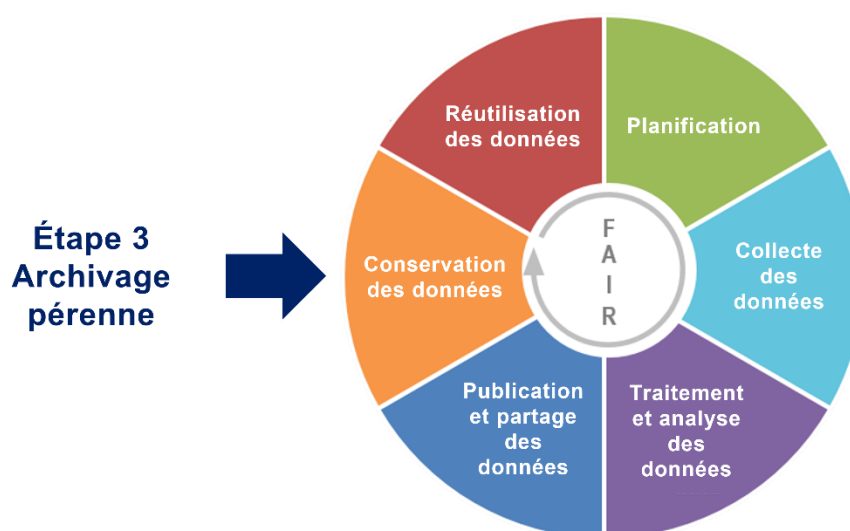 Étape 3
Archivage
pérenne
Réutilisation
des données
Planification
Conservation
des données
F
A
I
R
Collecte
des
données
Publication
et partage
des
données
Traitement
et analyse
des
données